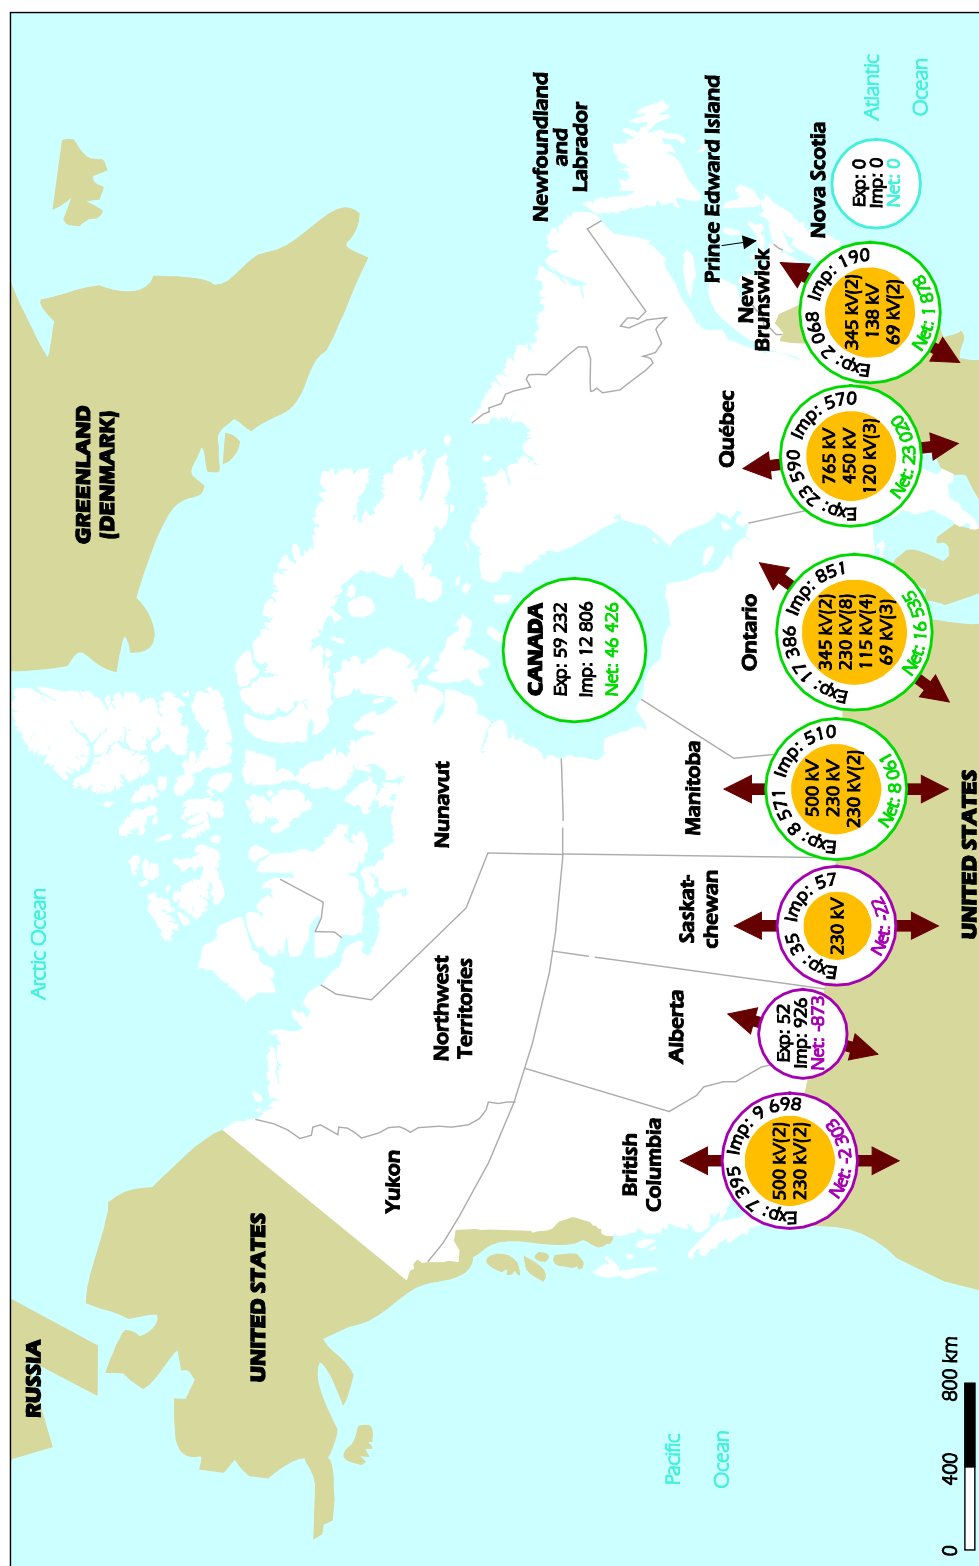 RUSSIA
GREENLAND
(DENMARK)
Arctic Ocean
UNITED STATES
Yukon
Northwest
Territories
Nunavut
CANADA
Exp: 59 232
Imp: 12 806
Net: 46 426
Newfoundland
and
Labrador
Pacific
Ocean
British
Columbia
Exp: 7 395 Imp: 9 698
500 kV(2)
230 kV(2)
Net: -2 303
Alberta
Exp: 52
Imp: 926
Net: -873
Saskat-
chewan
Exp: 35 Imp: 57
230 kV
Net: -22
Manitoba
Exp: 8 571 Imp: 510
500 kV
230 kV
230 kV(2)
Net: 8 061
Ontario
Exp: 17 386 Imp: 851
345 kV(2)
230 kV(8)
115 kV(4)
69 kV(3)
Net: 16 535
Québec
Exp: 23 590 Imp: 570
765 kV
450 kV
120 kV(3)
Net: 23 020
New
Brunswick
Exp: 2 068 Imp: 190
345 kV(2)
138 kV
69 kV(2)
Net: 1 878
Prince Edward Island
Nova Scotia
Exp: 0
Imp: 0
Net: 0
Atlantic
Ocean
UNITED STATES
0 400 800 km